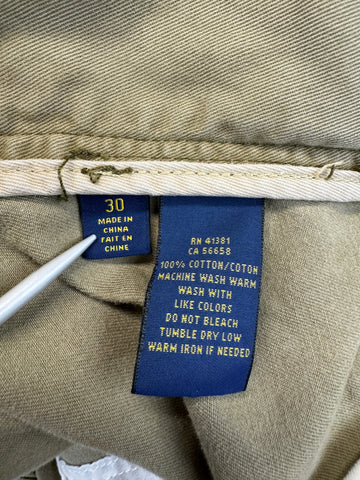 30
MADE IN
CHINA
FAIT EN
CHINE
RN 41381
CA 56658
100% COTTON/COTON
MACHINE WASH WARM
WASH WITH
LIKE COLORS
DO NOT BLEACH
TUMBLE DRY LOW
WARM IRON IF NEEDED